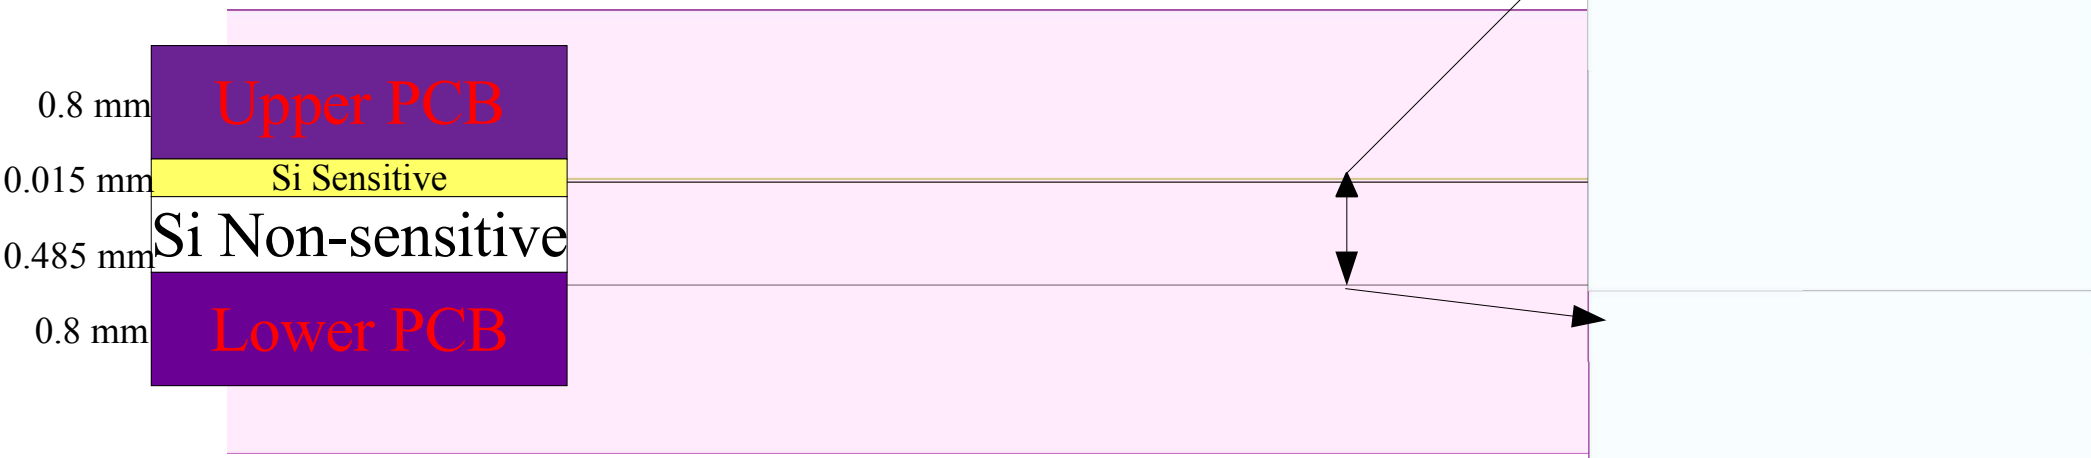 0.8 mm
Upper PCB
0.015 mm
Si Sensitive
Si Non-sensitive
0.485 mm
0.8 mm
Lower PCB